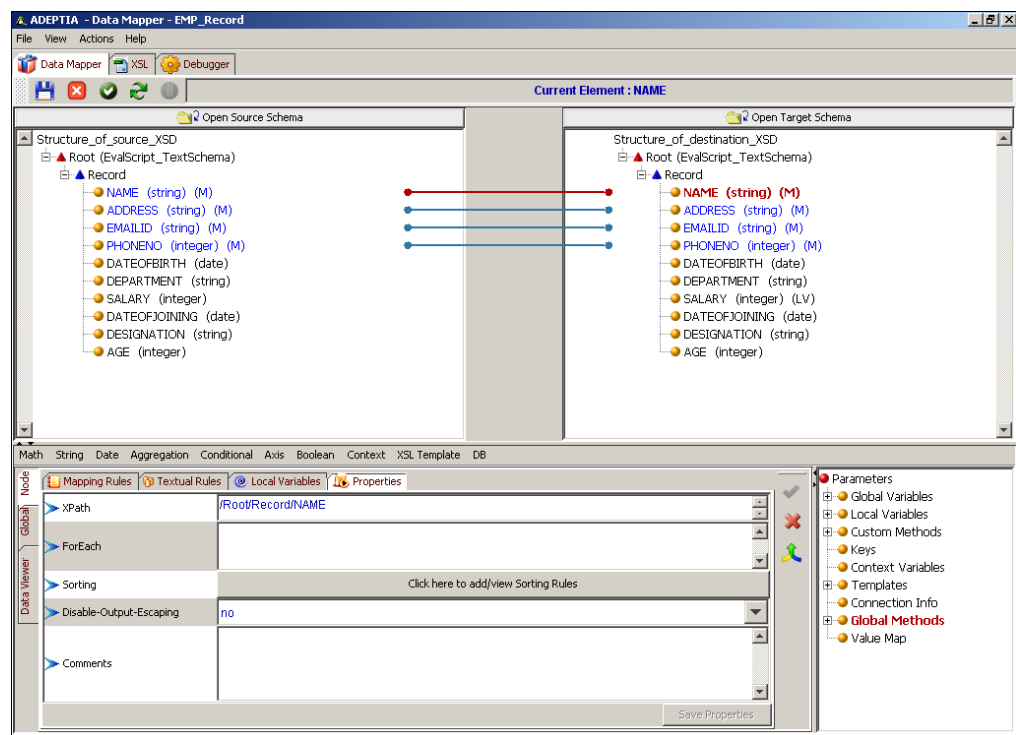 ADEPTIA - Data Mapper - EMP_Record
File View Actions Help
Data Mapper XSL Debugger
Current Element : NAME
Open Source Schema
Structure_of_source_XSD
Root (EvalScript_TextSchema)
Record
NAME (string) (M)
ADDRESS (string) (M)
EMAILID (string) (M)
PHONENO (integer) (M)
DATEOFBIRTH (date)
DEPARTMENT (string)
SALARY (integer)
DATEOFJOINING (date)
DESIGNATION (string)
AGE (integer)
Open Target Schema
Structure_of_destination_XSD
Root (EvalScript_TextSchema)
Record
NAME (string) (M)
ADDRESS (string) (M)
EMAILID (string) (M)
PHONENO (integer) (M)
DATEOFBIRTH (date)
DEPARTMENT (string)
SALARY (integer) (LV)
DATEOFJOINING (date)
DESIGNATION (string)
AGE (integer)
Math String Date Aggregation Conditional Axis Boolean Context XSL Template DB
Node
Global
Data Viewer
Mapping Rules Textual Rules Local Variables Properties
XPath /Root/Record/NAME
ForEach
Sorting Click here to add/view Sorting Rules
Disable-Output-Escaping no
Comments
Save Properties
Parameters
Global Variables
Local Variables
Custom Methods
Keys
Context Variables
Templates
Connection Info
Global Methods
Value Map